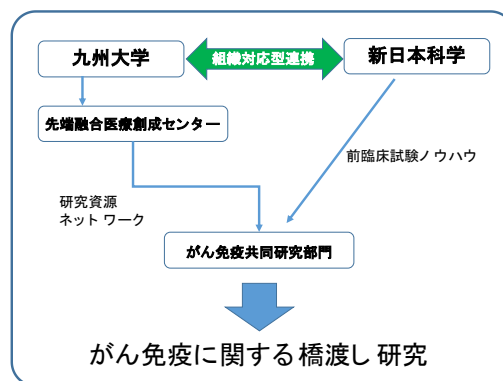 九州大学
組織対応型連携
新日本科学
先端融合医療創成センター
前臨床試験ノウハウ
研究資源
ネットワーク
がん免疫共同研究部門
がん免疫に関する橋渡し研究